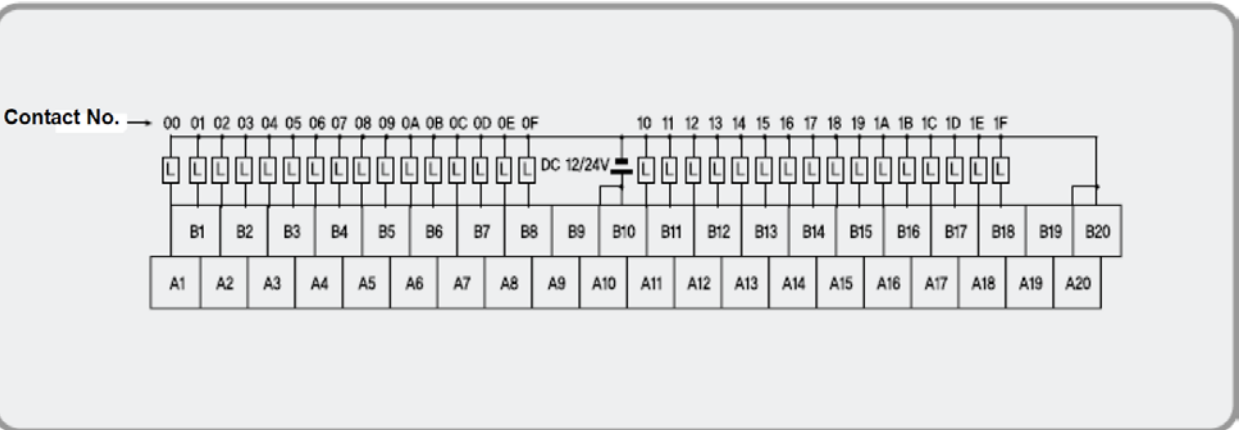 Contact No. → 00 01 02 03 04 05 06 07 08 09 0A 0B 0C 0D 0E 0F 10 11 12 13 14 15 16 17 18 19 1A 1B 1C 1D 1E 1F
L L L L L L L L L L L L L L L L DC 12/24V L L L L L L L L L L L L L L L L
B1 B2 B3 B4 B5 B6 B7 B8 B9 B10 B11 B12 B13 B14 B15 B16 B17 B18 B19 B20
A1 A2 A3 A4 A5 A6 A7 A8 A9 A10 A11 A12 A13 A14 A15 A16 A17 A18 A19 A20